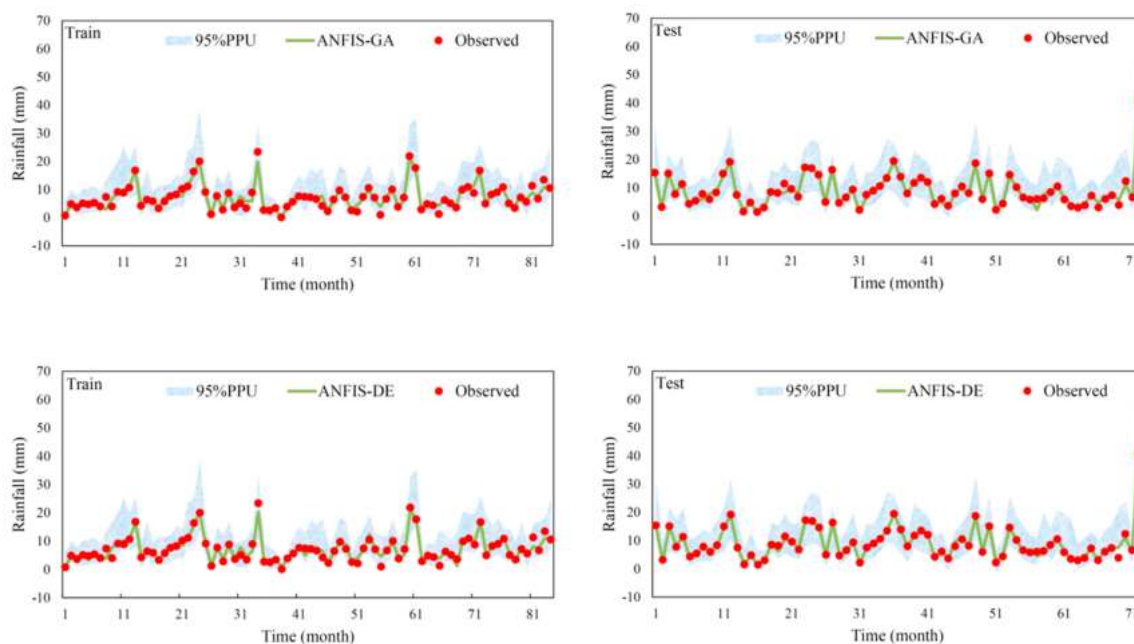 Train
95%PPU ANFIS-GA Observed
Rainfall (mm)
70
60
50
40
30
20
10
0
-10
1 11 21 31 41 51 61 71 81
Time (month)
Test
95%PPU ANFIS-GA Observed
Rainfall (mm)
70
60
50
40
30
20
10
0
-10
1 11 21 31 41 51 61 7
Time (month)
Train
95%PPU ANFIS-DE Observed
Rainfall (mm)
70
60
50
40
30
20
10
0
-10
1 11 21 31 41 51 61 71 81
Time (month)
Test
95%PPU ANFIS-DE Observed
Rainfall (mm)
70
60
50
40
30
20
10
0
-10
1 11 21 31 41 51 61 7
Time (month)